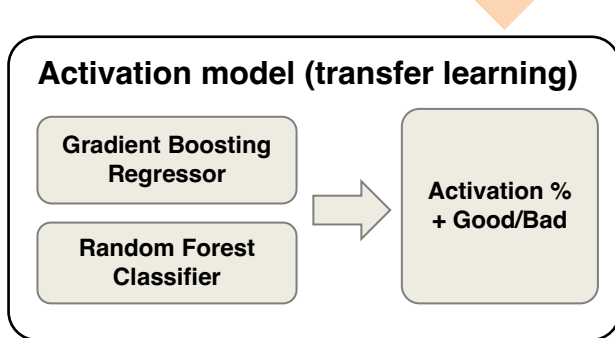 Activation model (transfer learning)
Gradient Boosting
Regressor
Random Forest
Classifier
Activation %
+ Good/Bad